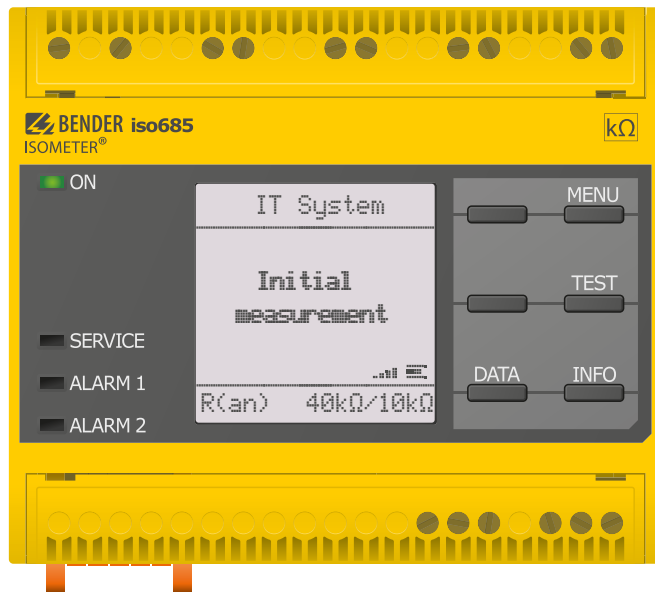 BENDER iso685
ISOMETER®
kΩ
ON
IT System
MENU
Initial
measurement
TEST
SERVICE
ALARM 1
ALARM 2
DATA
INFO
R(an) 40kΩ/10kΩ